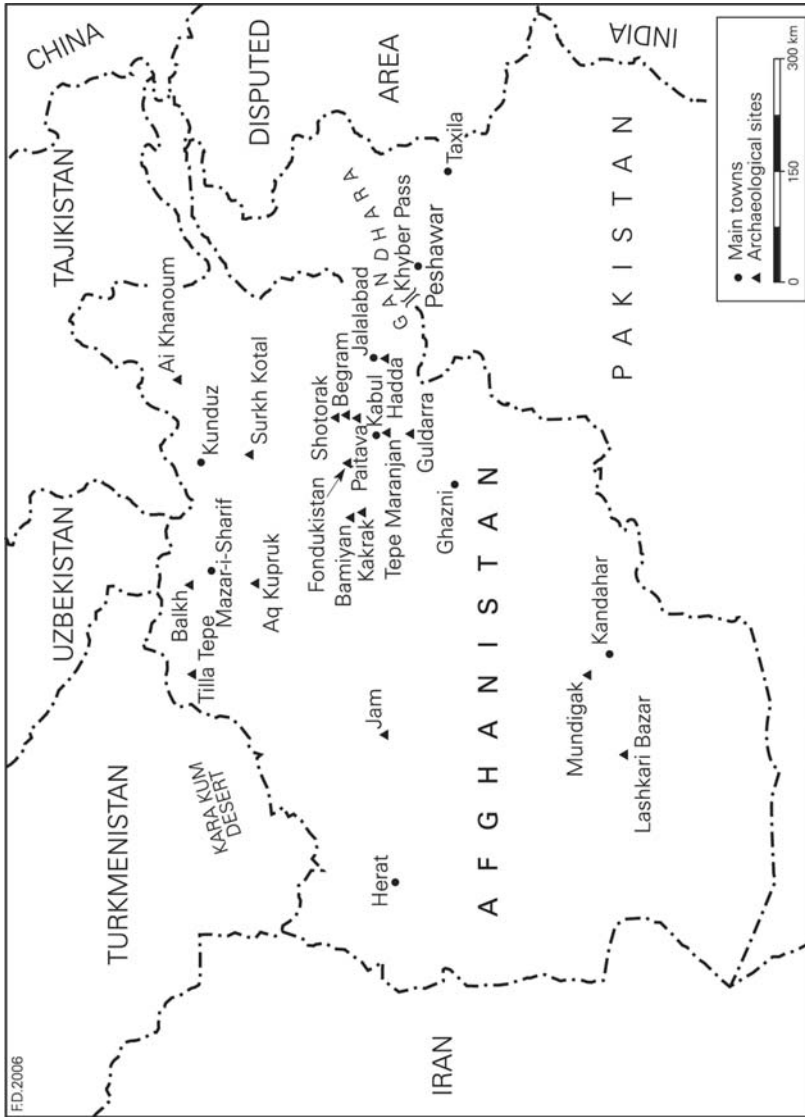 F.D.2006
UZBEKISTAN
TAJIKISTAN
CHINA
TURKMENISTAN
KARA KUM
DESERT
Ai Khanoum
Kunduz
Balkh
Tilla Tepe
Mazar-i-Sharif
Surkh Kotal
Aq Kupruk
DISPUTED
AREA
Shotorak
Begram
Fondukistan
Paitava
Bamiyan
Kakrak
Kabul
Jalalabad
Hadda
Tepe Maranjan
Guldarra
GANDHARA
Khyber Pass
Peshawar
Taxila
Jam
Herat
Ghazni
AFGHANISTAN
IRAN
Mundigak
Kandahar
Lashkari Bazar
PAKISTAN
INDIA
Main towns
Archaeological sites
0 150 300 km